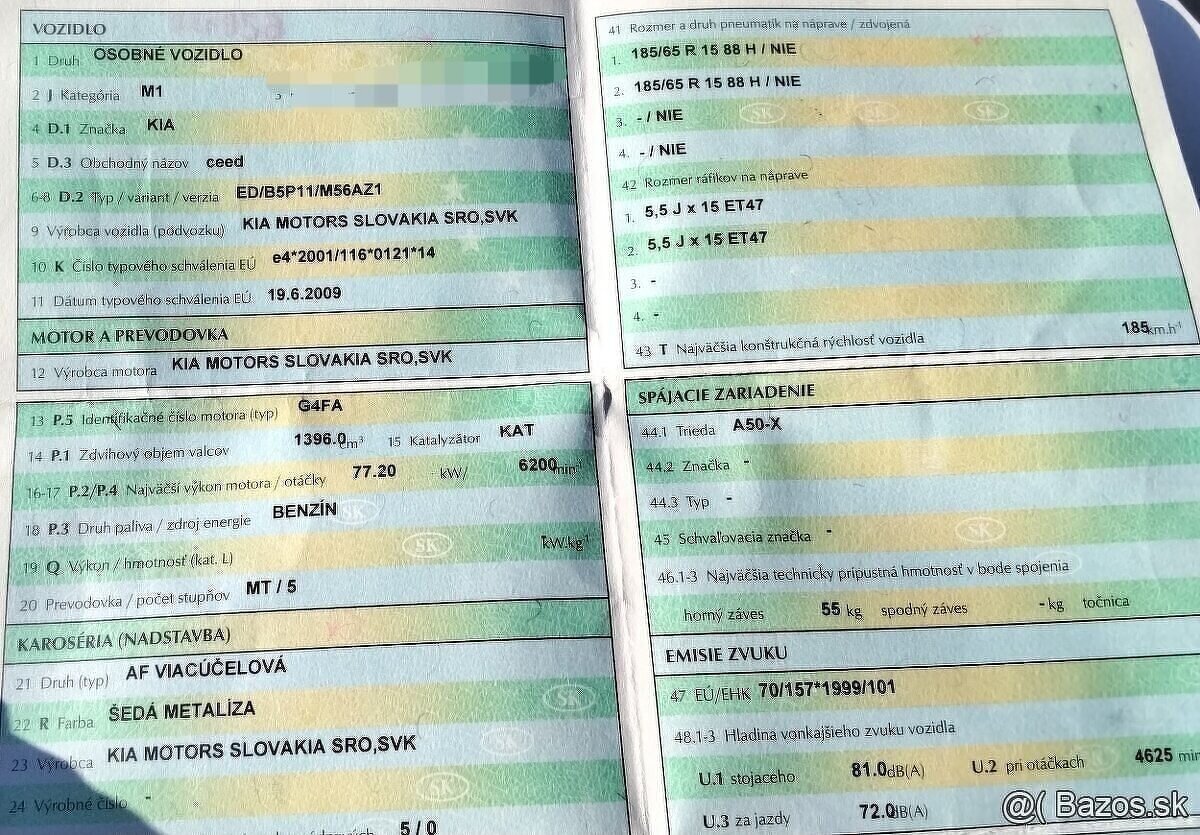 VOZIDLO
1 Druh OSOBNÉ VOZIDLO
2 J Kategória M1
4 D.1 Značka KIA
5 D.3 Obchodný názov ceed
6-8 D.2 Typ / variant / verzia ED/B5P11/M56AZ1
9 Výrobca vozidla (podvozku) KIA MOTORS SLOVAKIA SRO,SVK
10 K Číslo typového schválenia EÚ e4*2001/116*0121*14
11 Dátum typového schválenia EÚ 19.6.2009
MOTOR A PREVODOVKA
12 Výrobca motora KIA MOTORS SLOVAKIA SRO,SVK
13 P.5 Identifikačné číslo motora (typ) G4FA
14 P.1 Zdvihový objem valcov 1396.0 cm³ 15 Katalyzátor KAT
16-17 P.2/P.4 Najväčší výkon motora / otáčky 77.20 kW/ 6200 min⁻¹
18 P.3 Druh paliva / zdroj energie BENZÍN
19 Q Výkon / hmotnosť (kat. L) kW.kg⁻¹
20 Prevodovka / počet stupňov MT / 5
KAROSÉRIA (NADSTAVBA)
21 Druh (typ) AF VIACÚČELOVÁ
22 R Farba ŠEDÁ METALÍZA
23 Výrobca KIA MOTORS SLOVAKIA SRO,SVK
24 Výrobné číslo -
5 / 0
41 Rozmer a druh pneumatík na náprave / zdvojená
1. 185/65 R 15 88 H / NIE
2. 185/65 R 15 88 H / NIE
3. - / NIE
4. - / NIE
42 Rozmer ráfikov na náprave
1. 5,5 J x 15 ET47
2. 5,5 J x 15 ET47
3. -
4. -
43 T Najväčšia konštrukčná rýchlosť vozidla 185 km.h⁻¹
SPÁJACIE ZARIADENIE
44.1 Trieda A50-X
44.2 Značka -
44.3 Typ -
45 Schvaľovacia značka -
46.1-3 Najväčšia technicky prípustná hmotnosť v bode spojenia
horný záves 55 kg spodný záves - kg točnica
EMISIE ZVUKU
47 EÚ/EHK 70/157*1999/101
48.1-3 Hladina vonkajšieho zvuku vozidla
U.1 stojaceho 81.0 dB(A) U.2 pri otáčkach 4625 min
U.3 za jazdy 72.0 dB(A)
@( Bazos.sk